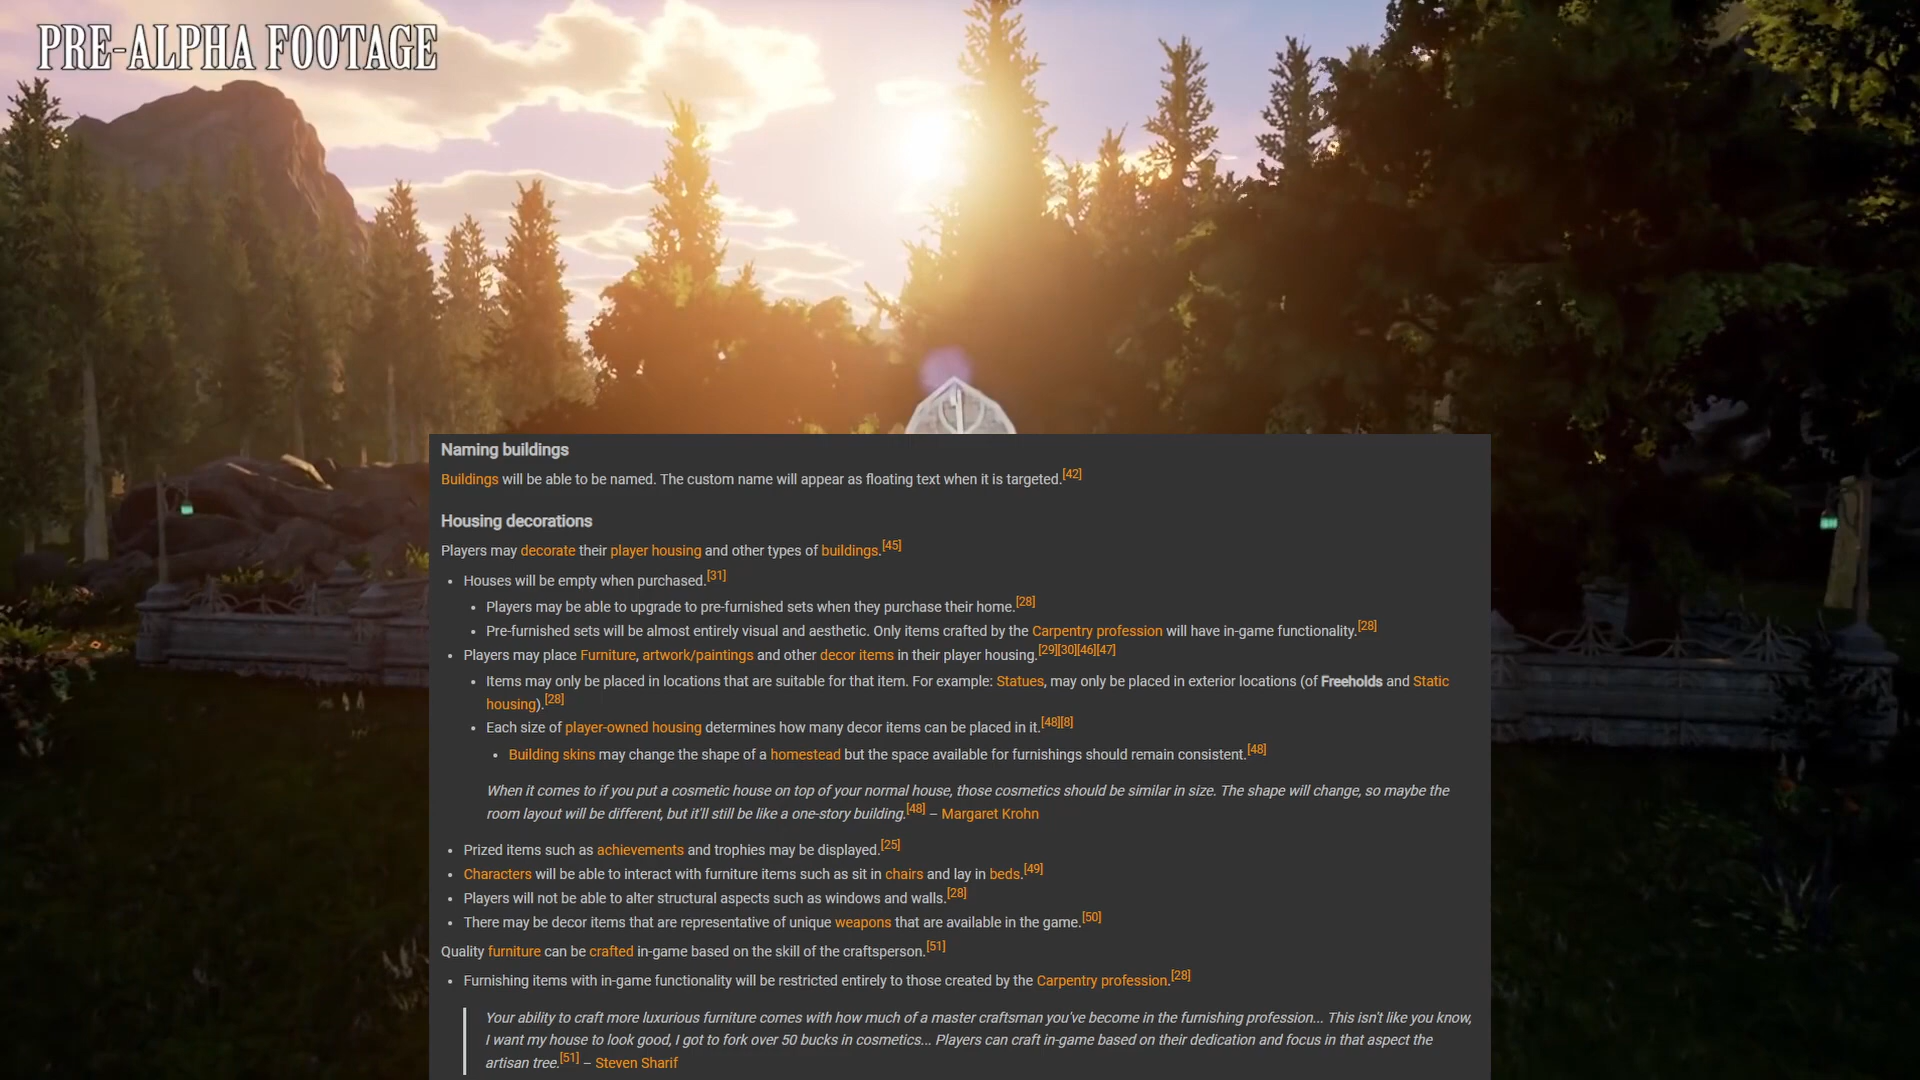 PRE-ALPHA FOOTAGE
Naming buildings
Buildings will be able to be named. The custom name will appear as floating text when it is targeted.[42]
Housing decorations
Players may decorate their player housing and other types of buildings.[45]
• Houses will be empty when purchased.[31]
• Players may be able to upgrade to pre-furnished sets when they purchase their home.[28]
• Pre-furnished sets will be almost entirely visual and aesthetic. Only items crafted by the Carpentry profession will have in-game functionality.[28]
• Players may place Furniture, artwork/paintings and other decor items in their player housing.[29][30][46][47]
• Items may only be placed in locations that are suitable for that item. For example: Statues, may only be placed in exterior locations (of Freeholds and Static
housing).[28]
• Each size of player-owned housing determines how many decor items can be placed in it.[48][8]
• Building skins may change the shape of a homestead but the space available for furnishings should remain consistent.[48]
When it comes to if you put a cosmetic house on top of your normal house, those cosmetics should be similar in size. The shape will change, so maybe the
room layout will be different, but it'll still be like a one-story building.[48] – Margaret Krohn
• Prized items such as achievements and trophies may be displayed.[25]
• Characters will be able to interact with furniture items such as sit in chairs and lay in beds.[49]
• Players will not be able to alter structural aspects such as windows and walls.[28]
• There may be decor items that are representative of unique weapons that are available in the game.[50]
Quality furniture can be crafted in-game based on the skill of the craftsperson.[51]
• Furnishing items with in-game functionality will be restricted entirely to those created by the Carpentry profession.[28]
Your ability to craft more luxurious furniture comes with how much of a master craftsman you've become in the furnishing profession... This isn't like you know,
I want my house to look good, I got to fork over 50 bucks in cosmetics... Players can craft in-game based on their dedication and focus in that aspect the
artisan tree.[51] – Steven Sharif